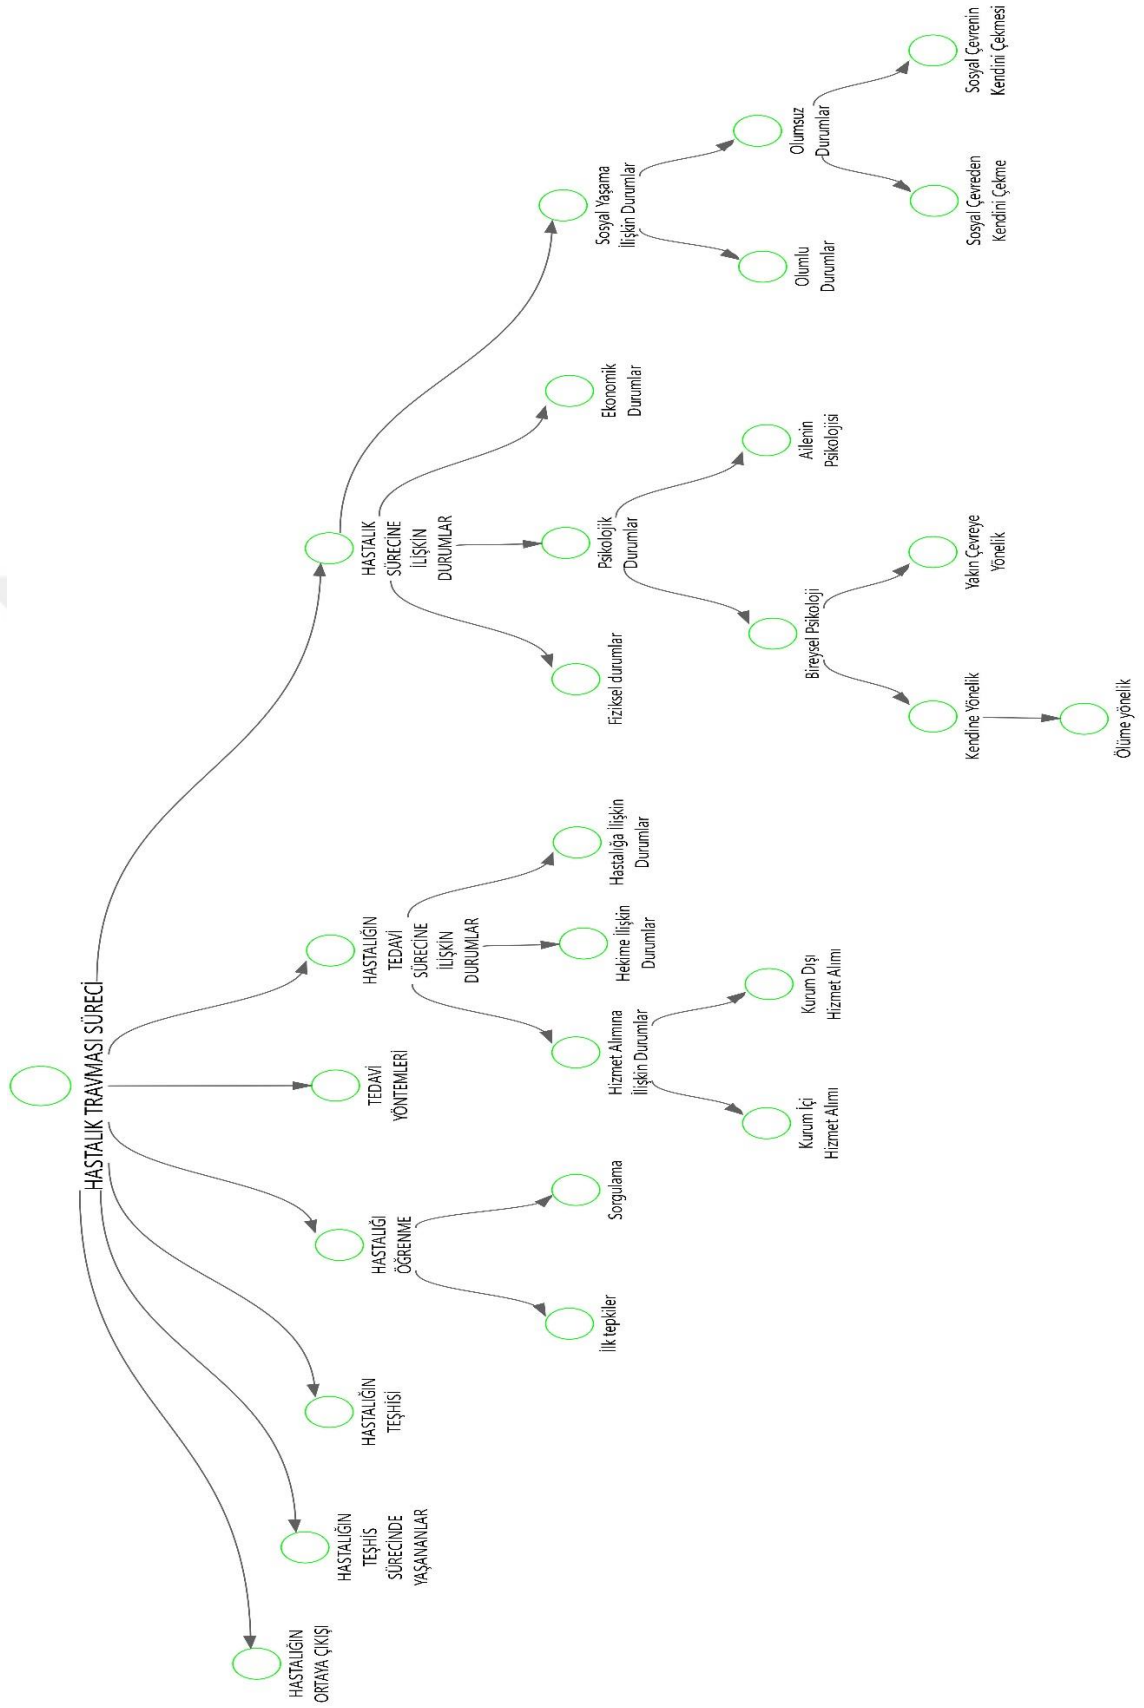 HASTALIK TRAVMASI SÜRECİ
HASTALIĞIN
ORTAYA ÇIKIŞI
HASTALIĞIN
TEŞHİS
SÜRECİNDE
YAŞANANLAR
HASTALIĞIN
TEŞHİSİ
HASTALIĞI
ÖĞRENME
TEDAVİ
YÖNTEMLERİ
HASTALIĞIN
TEDAVİ
SÜRECİNE
İLİŞKİN
DURUMLAR
HASTALIK
SÜRECİNE
İLİŞKİN
DURUMLAR
İlk tepkiler
Sorgulama
Hizmet Alımına
İlişkin Durumlar
Hekime İlişkin
Durumlar
Hastalığa İlişkin
Durumlar
Fiziksel durumlar
Psikolojik
Durumlar
Ekonomik
Durumlar
Sosyal Yaşama
İlişkin Durumlar
Kurum İçi
Hizmet Alımı
Kurum Dışı
Hizmet Alımı
Bireysel Psikoloji
Ailenin
Psikolojisi
Olumlu
Durumlar
Olumsuz
Durumlar
Kendine Yönelik
Yakın Çevreye
Yönelik
Sosyal Çevreden
Kendini Çekme
Sosyal Çevrenin
Kendini Çekmesi
Ölüme yönelik